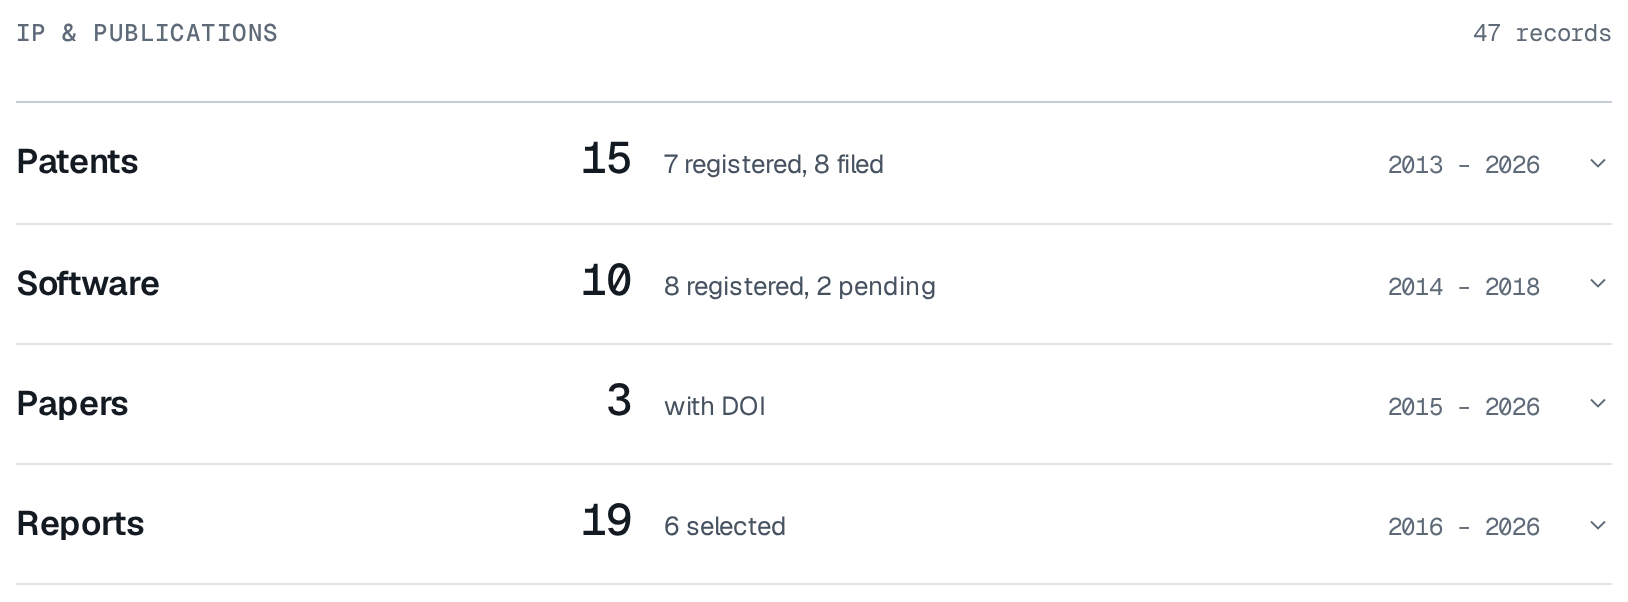 IP & PUBLICATIONS 47 records
Patents 15 7 registered, 8 filed 2013 – 2026
Software 10 8 registered, 2 pending 2014 – 2018
Papers 3 with DOI 2015 – 2026
Reports 19 6 selected 2016 – 2026